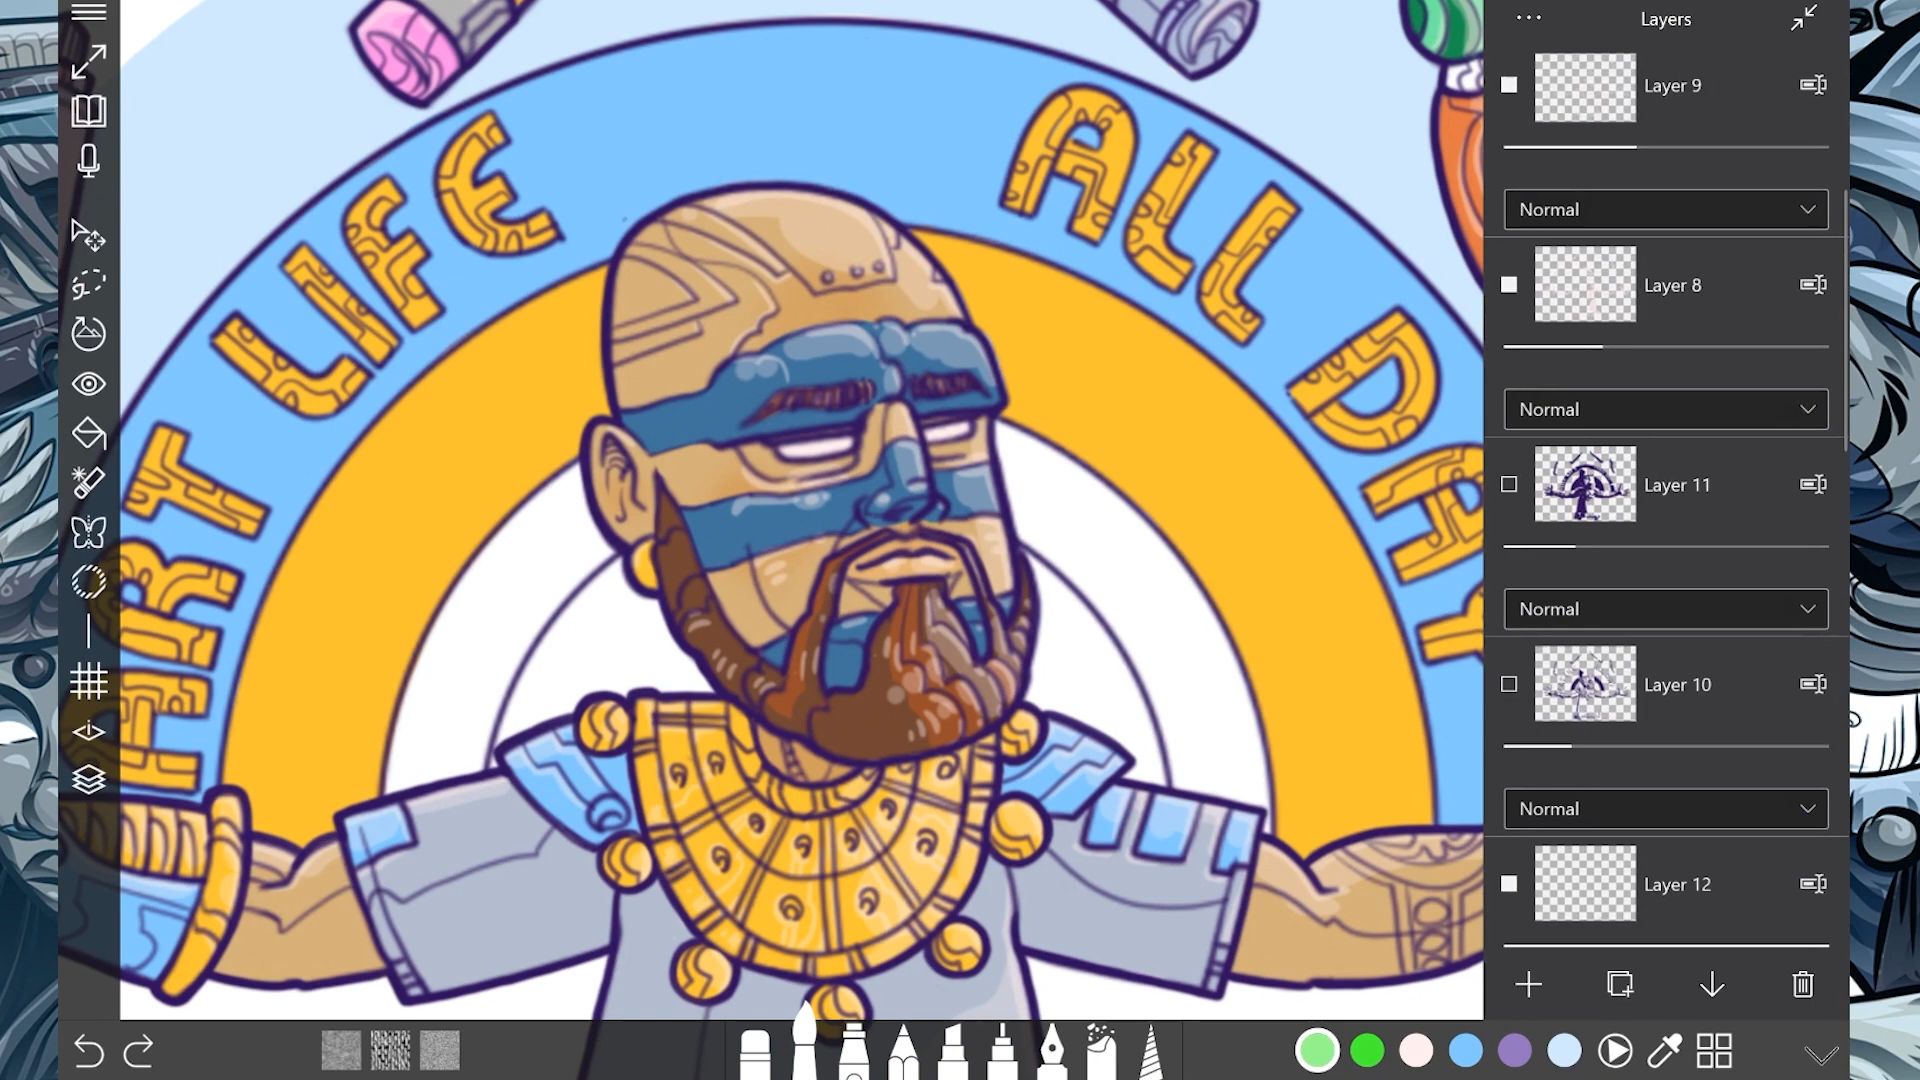 ART LIFE ALL DAY
Layers
Layer 9
Normal
Layer 8
Normal
Layer 11
Normal
Layer 10
Normal
Layer 12